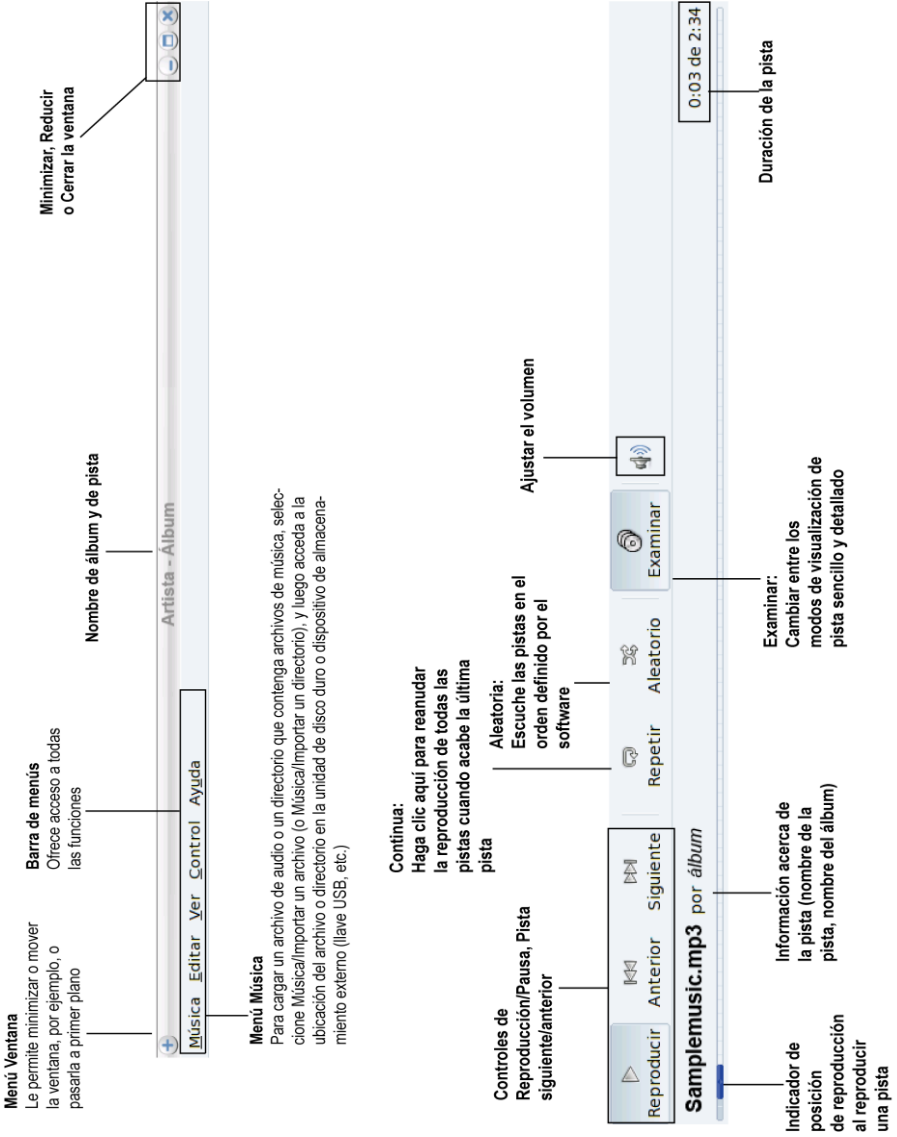 Menú Ventana
Le permite minimizar o mover
la ventana, por ejemplo, o
pasarla a primer plano
Barra de menús
Ofrece acceso a todas
las funciones
Nombre de álbum y de pista
Minimizar, Reducir
o Cerrar la ventana
Artista - Álbum
Música Editar Ver Control Ayuda
Menú Música
Para cargar un archivo de audio o un directorio que contenga archivos de música, selec-
cione Música/Importar un archivo (o Música/Importar un directorio), y luego acceda a la
ubicación del archivo o directorio en la unidad de disco duro o dispositivo de almacena-
miento externo (llave USB, etc.)
Controles de
Reproducción/Pausa, Pista
siguiente/anterior
Continua:
Haga clic aquí para reanudar
la reproducción de todas las
pistas cuando acabe la última
pista
Aleatoria:
Escuche las pistas en el
orden definido por el
software
Ajustar el volumen
Reproducir Anterior Siguiente Repetir Aleatorio Examinar
Samplemusic.mp3 por álbum
0:03 de 2:34
Indicador de
posición
de reproducción
al reproducir
una pista
Información acerca de
la pista (nombre de la
pista, nombre del álbum)
Examinar:
Cambiar entre los
modos de visualización de
pista sencillo y detallado
Duración de la pista